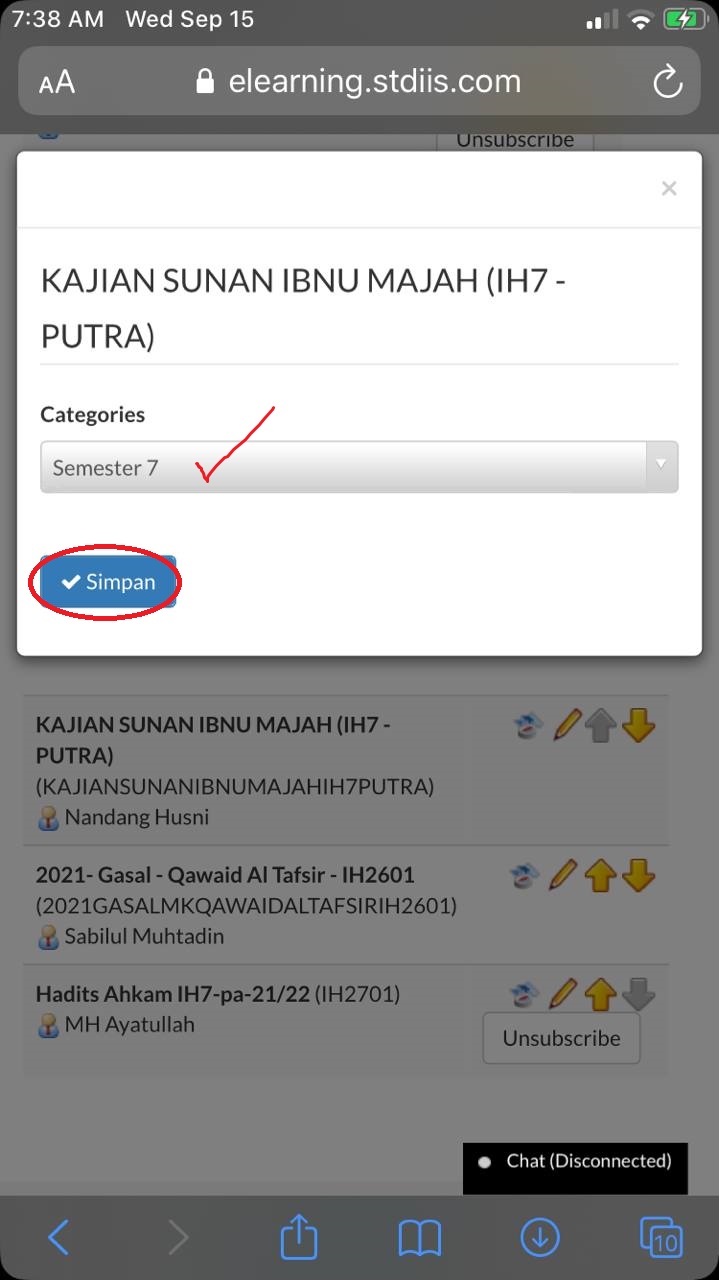 7:38 AM Wed Sep 15
AA elearning.stdiis.com
Unsubscribe
×
KAJIAN SUNAN IBNU MAJAH (IH7 -
PUTRA)
Categories
Semester 7
Simpan
KAJIAN SUNAN IBNU MAJAH (IH7 -
PUTRA)
(KAJIANSUNANIBNUMAJAHIH7PUTRA)
Nandang Husni
2021- Gasal - Qawaid Al Tafsir - IH2601
(2021GASALMKQAWAIDALTAFSIRIH2601)
Sabilul Muhtadin
Hadits Ahkam IH7-pa-21/22 (IH2701)
MH Ayatullah
Unsubscribe
Chat (Disconnected)
10